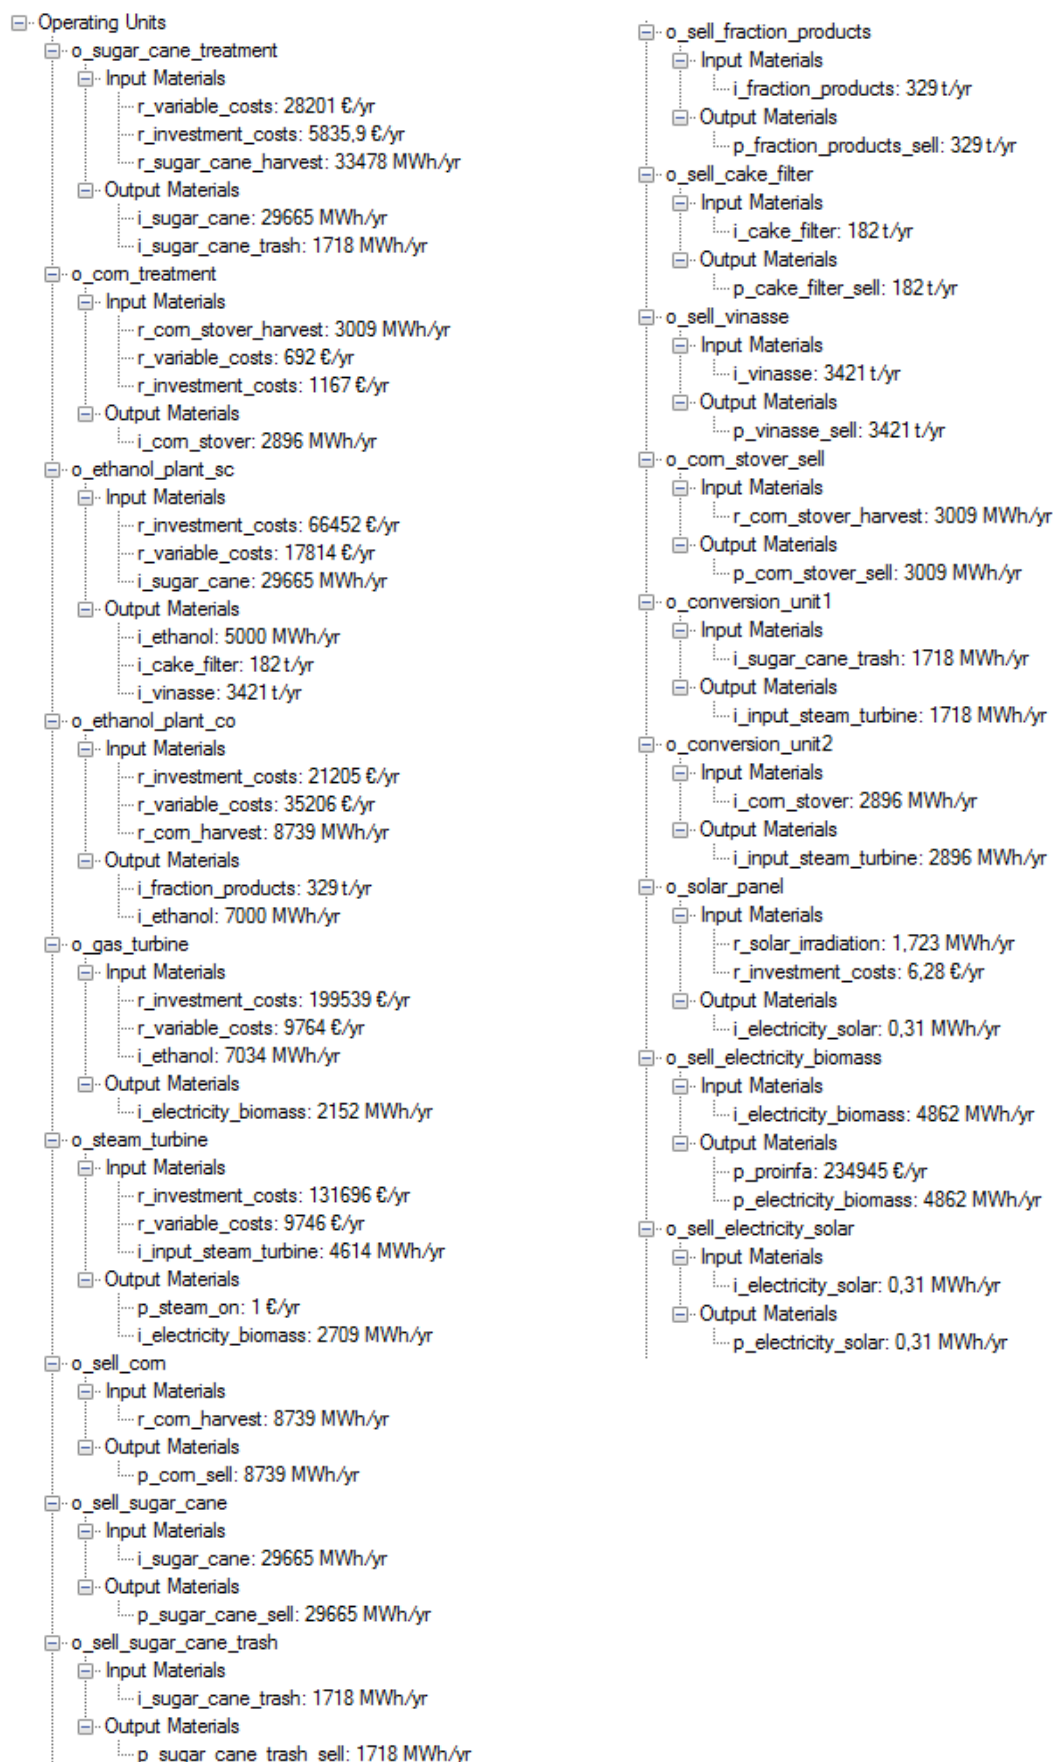 Operating Units
o_sugar_cane_treatment
Input Materials
r_variable_costs: 28201 €/yr
r_investment_costs: 5835,9 €/yr
r_sugar_cane_harvest: 33478 MWh/yr
Output Materials
i_sugar_cane: 29665 MWh/yr
i_sugar_cane_trash: 1718 MWh/yr
o_corn_treatment
Input Materials
r_corn_stover_harvest: 3009 MWh/yr
r_variable_costs: 692 €/yr
r_investment_costs: 1167 €/yr
Output Materials
i_corn_stover: 2896 MWh/yr
o_ethanol_plant_sc
Input Materials
r_investment_costs: 66452 €/yr
r_variable_costs: 17814 €/yr
i_sugar_cane: 29665 MWh/yr
Output Materials
i_ethanol: 5000 MWh/yr
i_cake_filter: 182 t/yr
i_vinasse: 3421 t/yr
o_ethanol_plant_co
Input Materials
r_investment_costs: 21205 €/yr
r_variable_costs: 35206 €/yr
r_corn_harvest: 8739 MWh/yr
Output Materials
i_fraction_products: 329 t/yr
i_ethanol: 7000 MWh/yr
o_gas_turbine
Input Materials
r_investment_costs: 199539 €/yr
r_variable_costs: 9764 €/yr
i_ethanol: 7034 MWh/yr
Output Materials
i_electricity_biomass: 2152 MWh/yr
o_steam_turbine
Input Materials
r_investment_costs: 131696 €/yr
r_variable_costs: 9746 €/yr
i_input_steam_turbine: 4614 MWh/yr
Output Materials
p_steam_on: 1 €/yr
i_electricity_biomass: 2709 MWh/yr
o_sell_corn
Input Materials
r_corn_harvest: 8739 MWh/yr
Output Materials
p_corn_sell: 8739 MWh/yr
o_sell_sugar_cane
Input Materials
i_sugar_cane: 29665 MWh/yr
Output Materials
p_sugar_cane_sell: 29665 MWh/yr
o_sell_sugar_cane_trash
Input Materials
i_sugar_cane_trash: 1718 MWh/yr
Output Materials
p_sugar_cane_trash_sell: 1718 MWh/yr
o_sell_fraction_products
Input Materials
i_fraction_products: 329 t/yr
Output Materials
p_fraction_products_sell: 329 t/yr
o_sell_cake_filter
Input Materials
i_cake_filter: 182 t/yr
Output Materials
p_cake_filter_sell: 182 t/yr
o_sell_vinasse
Input Materials
i_vinasse: 3421 t/yr
Output Materials
p_vinasse_sell: 3421 t/yr
o_corn_stover_sell
Input Materials
r_corn_stover_harvest: 3009 MWh/yr
Output Materials
p_corn_stover_sell: 3009 MWh/yr
o_conversion_unit1
Input Materials
i_sugar_cane_trash: 1718 MWh/yr
Output Materials
i_input_steam_turbine: 1718 MWh/yr
o_conversion_unit2
Input Materials
i_corn_stover: 2896 MWh/yr
Output Materials
i_input_steam_turbine: 2896 MWh/yr
o_solar_panel
Input Materials
r_solar_irradiation: 1,723 MWh/yr
r_investment_costs: 6,28 €/yr
Output Materials
i_electricity_solar: 0,31 MWh/yr
o_sell_electricity_biomass
Input Materials
i_electricity_biomass: 4862 MWh/yr
Output Materials
p_proinfa: 234945 €/yr
p_electricity_biomass: 4862 MWh/yr
o_sell_electricity_solar
Input Materials
i_electricity_solar: 0,31 MWh/yr
Output Materials
p_electricity_solar: 0,31 MWh/yr